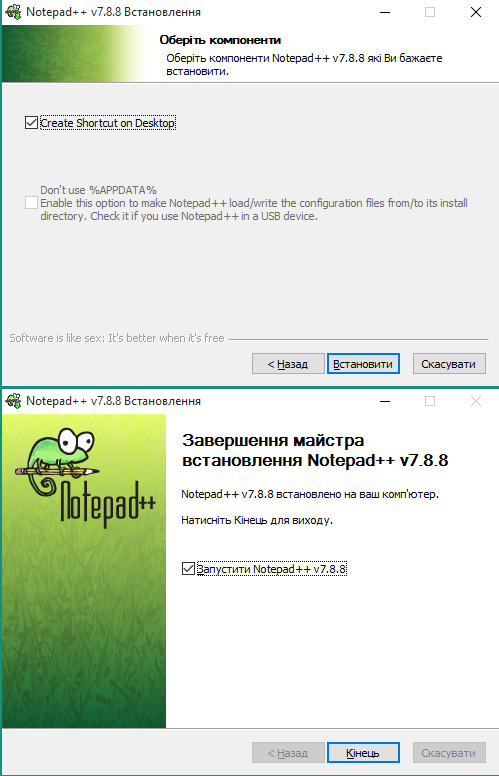 Notepad++ v7.8.8 Встановлення
Оберіть компоненти
Оберіть компоненти Notepad++ v7.8.8 які Ви бажаєте
встановити.
Create Shortcut on Desktop
Don't use %APPDATA%
Enable this option to make Notepad++ load/write the configuration files from/to its install
directory. Check it if you use Notepad++ in a USB device.
Software is like sex: It's better when it's free
< Назад
Встановити
Скасувати
Notepad++ v7.8.8 Встановлення
Notepad++
Завершення майстра
встановлення Notepad++ v7.8.8
Notepad++ v7.8.8 встановлено на ваш комп'ютер.
Натисніть Кінець для виходу.
Запустити Notepad++ v7.8.8
< Назад
Кінець
Скасувати